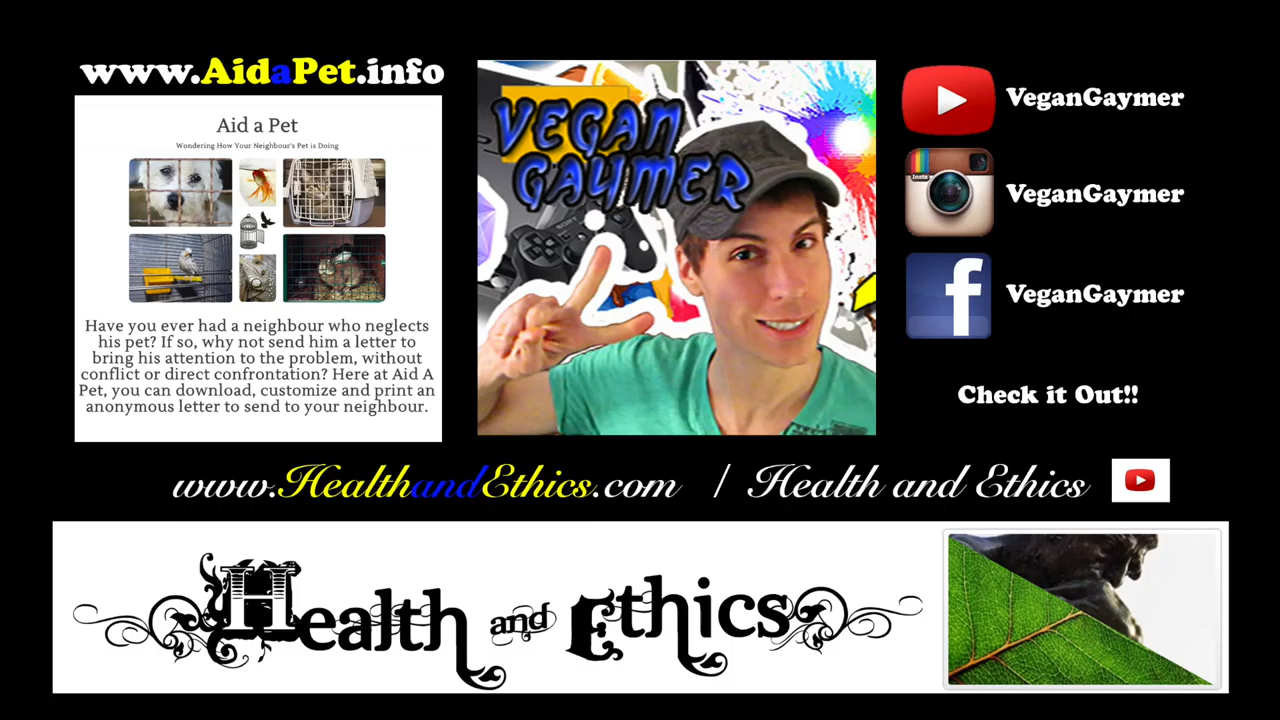 www.AidaPet.info
Aid a Pet
Wondering How Your Neighbour's Pet is Doing
Have you ever had a neighbour who neglects
his pet? If so, why not send him a letter to
bring his attention to the problem, without
conflict or direct confrontation? Here at Aid A
Pet, you can download, customize and print an
anonymous letter to send to your neighbour.
VEGAN
GAYMER
VeganGaymer
Insta
VeganGaymer
VeganGaymer
Check it Out!!
www.HealthandEthics.com / Health and Ethics
Health and Ethics